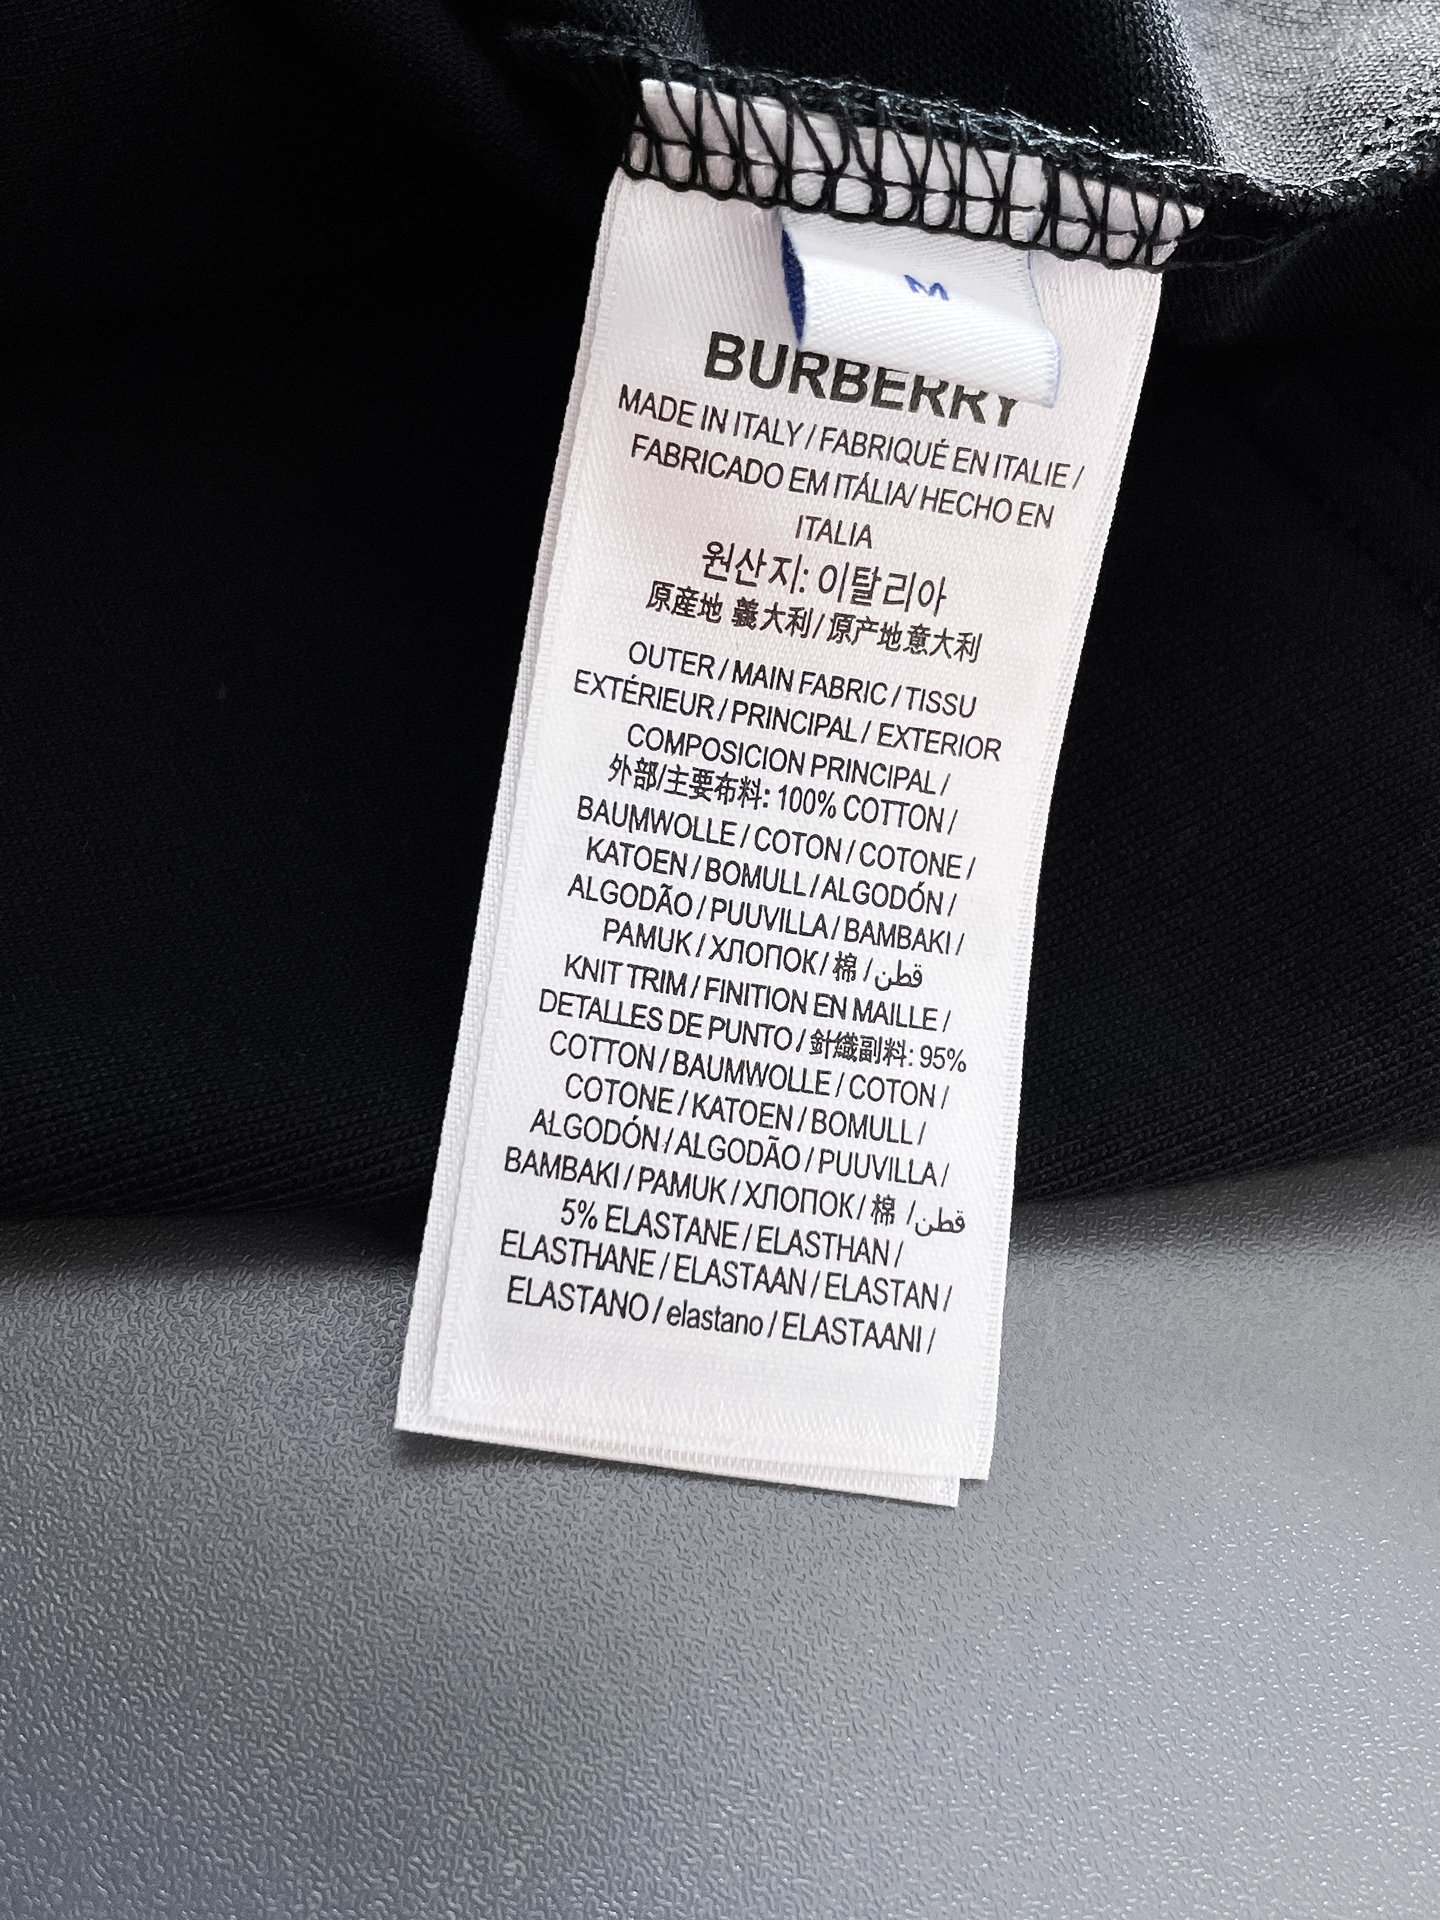 M
BURBERRY
MADE IN ITALY / FABRIQUÉ EN ITALIE /
FABRICADO EM ITÁLIA/ HECHO EN
ITALIA
원산지: 이탈리아
原産地 義大利 / 原产地意大利
OUTER / MAIN FABRIC / TISSU
EXTÉRIEUR / PRINCIPAL / EXTERIOR
COMPOSICION PRINCIPAL /
外部/主要布料: 100% COTTON /
BAUMWOLLE / COTON / COTONE /
KATOEN / BOMULL / ALGODÓN /
ALGODÃO / PUUVILLA / BAMBAKI /
PAMUK / ХЛОПОК / 棉 / قطن
KNIT TRIM / FINITION EN MAILLE /
DETALLES DE PUNTO / 針織副料: 95%
COTTON / BAUMWOLLE / COTON /
COTONE / KATOEN / BOMULL /
ALGODÓN / ALGODÃO / PUUVILLA /
BAMBAKI / PAMUK / ХЛОПОК / 棉 / قطن
5% ELASTANE / ELASTHAN /
ELASTHANE / ELASTAAN / ELASTAN /
ELASTANO / elastano / ELASTAANI /